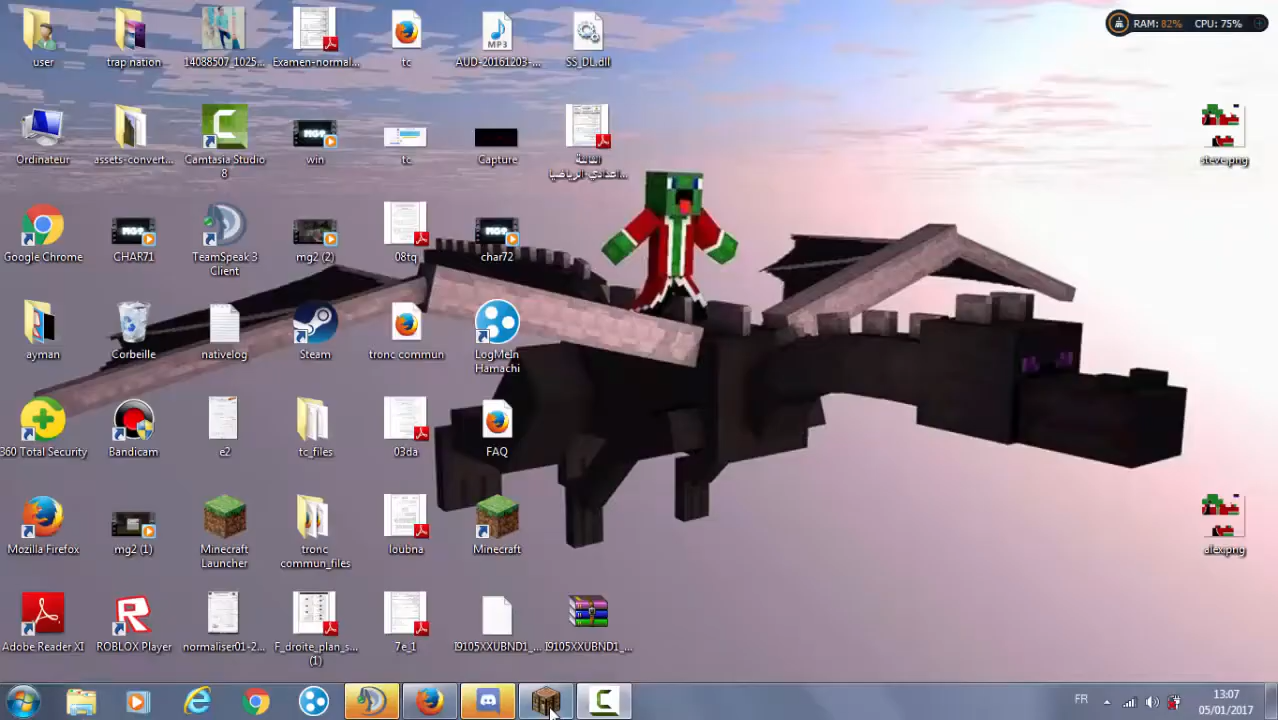 user
trap nation
14088507_1025...
Examen-normal...
tc
AUD-20161203-...
SS_DL.dll
RAM: 82% CPU: 75%
Ordinateur
assets-convert...
Camtasia Studio
8
win
tc
Capture
الثالثة
اعدادي-الرياضيا...
steve.png
Google Chrome
CHAR71
TeamSpeak 3
Client
mg2 (2)
08tq
char72
ayman
Corbeille
nativelog
Steam
tronc commun
LogMeIn
Hamachi
360 Total Security
Bandicam
e2
tc_files
03da
FAQ
Mozilla Firefox
mg2 (1)
Minecraft
Launcher
tronc
commun_files
loubna
Minecraft
alex.png
Adobe Reader XI
ROBLOX Player
normaliser01-2...
F_droite_plan_s...
(1)
7e_1
I9105XXUBND1_...
I9105XXUBND1_...
FR
13:07
05/01/2017